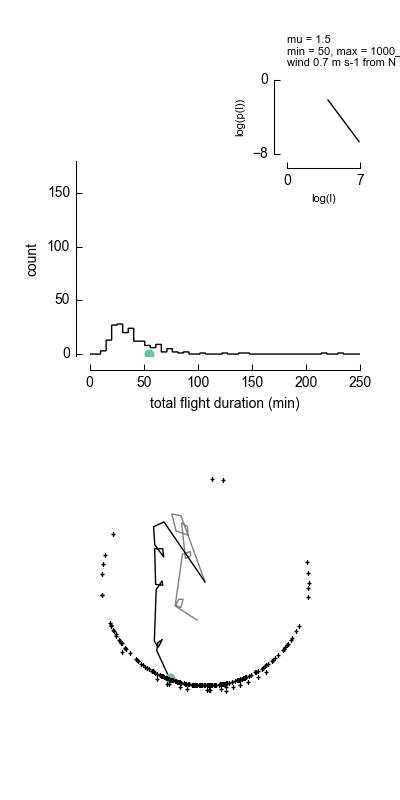 mu = 1.5
min = 50, max = 1000_
wind 0.7 m s-1 from N
0
−8
log(p(l))
0
7
log(l)
150
100
50
0
count
0
50
100
150
200
250
total flight duration (min)